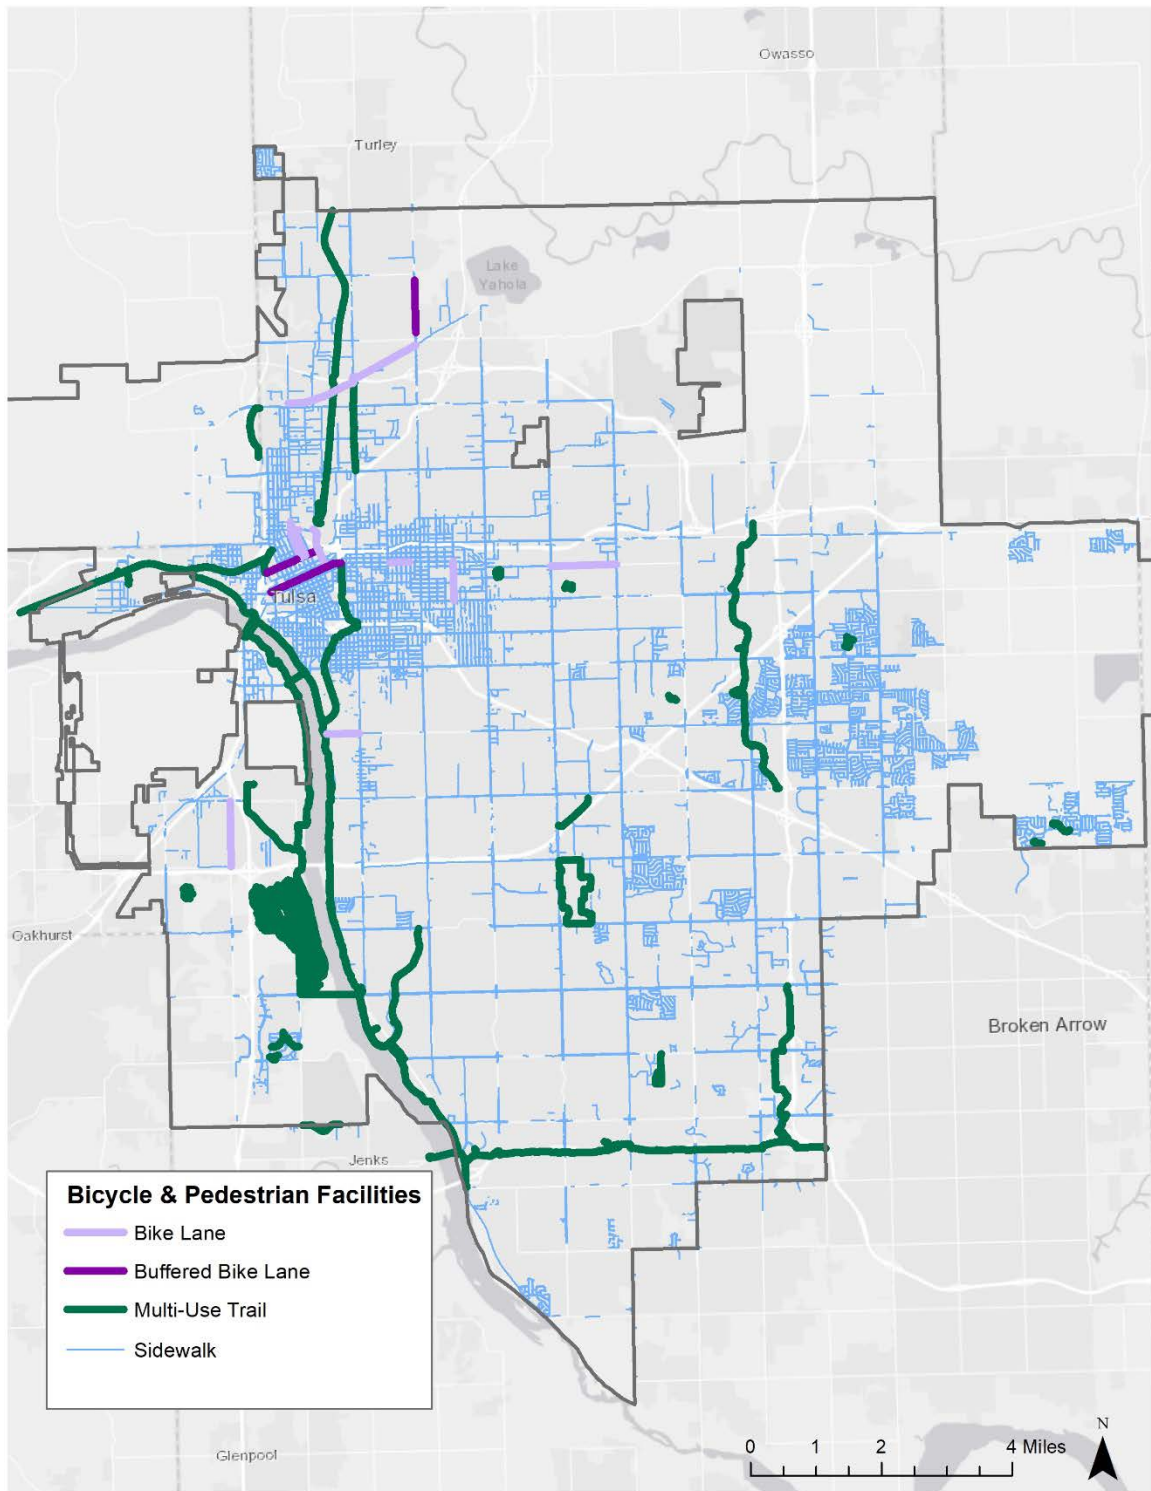 Owasso
Turley
Lake
Yahola
Tulsa
Oakhurst
Broken Arrow
Jenks
Bicycle & Pedestrian Facilities
Bike Lane
Buffered Bike Lane
Multi-Use Trail
Sidewalk
N
0 1 2 4 Miles
Glenpool